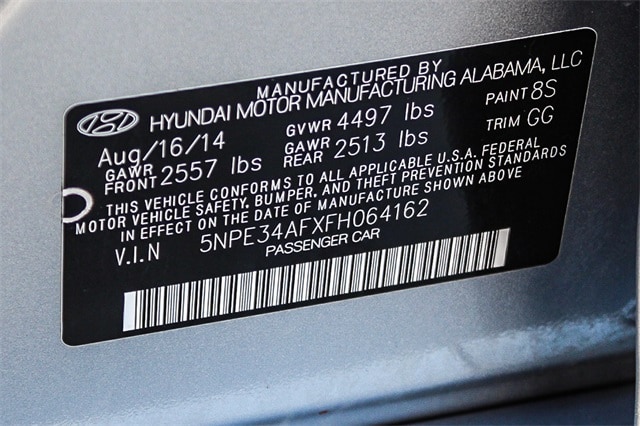 MANUFACTURED BY
HYUNDAI MOTOR MANUFACTURING ALABAMA, LLC
Aug/16/14 GVWR 4497 lbs PAINT 8S
GAWR FRONT 2557 lbs GAWR REAR 2513 lbs TRIM GG
THIS VEHICLE CONFORMS TO ALL APPLICABLE U.S.A. FEDERAL
MOTOR VEHICLE SAFETY, BUMPER, AND THEFT PREVENTION STANDARDS
IN EFFECT ON THE DATE OF MANUFACTURE SHOWN ABOVE
V.I.N 5NPE34AFXFH064162
PASSENGER CAR